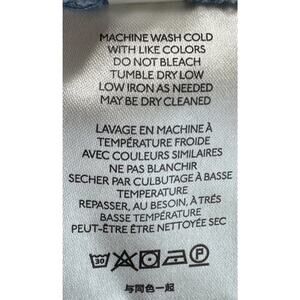 MACHINE WASH COLD
WITH LIKE COLORS
DO NOT BLEACH
TUMBLE DRY LOW
LOW IRON AS NEEDED
MAY BE DRY CLEANED
LAVAGE EN MACHINE À
TEMPÉRATURE FROIDE
AVEC COULEURS SIMILAIRES
NE PAS BLANCHIR
SECHER PAR CULBUTAGE À BASSE
TEMPERATURE
REPASSER, AU BESOIN, À TRÉS
BASSE TEMPÉRATURE
PEUT-ÊTRE ÊTRE NETTOYÉE SEC
30 P
与同色一起